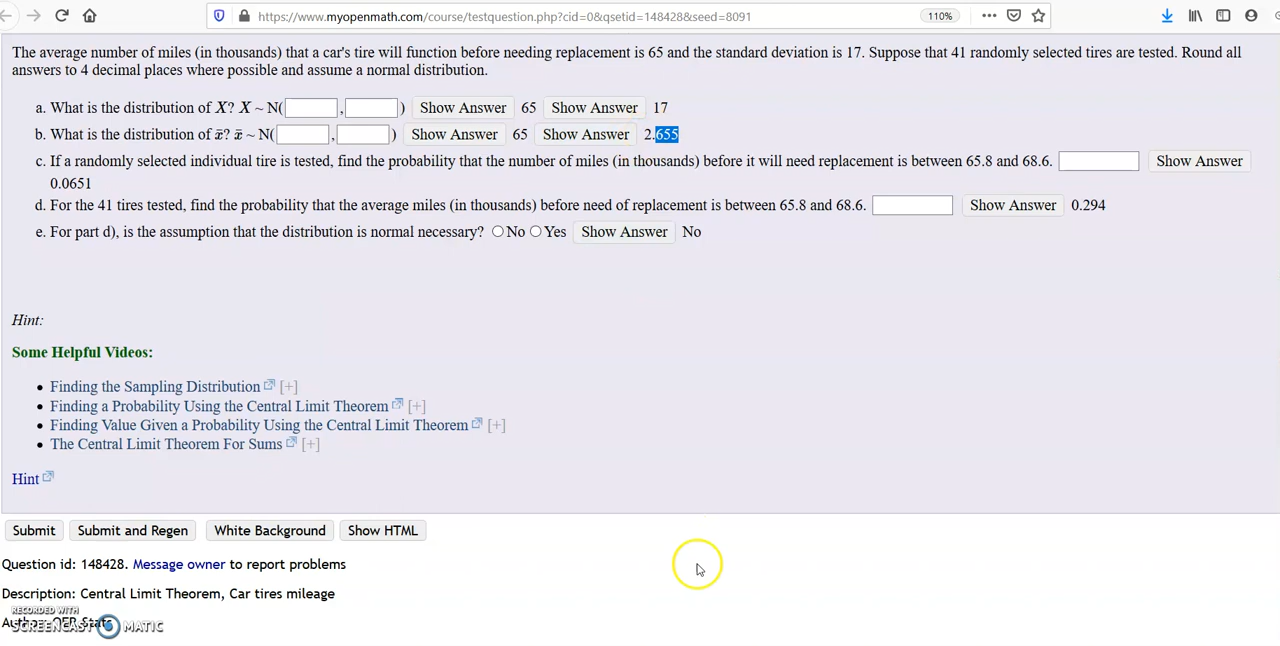 https://www.myopenmath.com/course/testquestion.php?cid=0&qsetid=148428&seed=8091 110%
The average number of miles (in thousands) that a car's tire will function before needing replacement is 65 and the standard deviation is 17. Suppose that 41 randomly selected tires are tested. Round all
answers to 4 decimal places where possible and assume a normal distribution.
a. What is the distribution of X? X ~ N( , ) Show Answer 65 Show Answer 17
b. What is the distribution of x̄? x̄ ~ N( , ) Show Answer 65 Show Answer 2.655
c. If a randomly selected individual tire is tested, find the probability that the number of miles (in thousands) before it will need replacement is between 65.8 and 68.6. Show Answer
0.0651
d. For the 41 tires tested, find the probability that the average miles (in thousands) before need of replacement is between 65.8 and 68.6. Show Answer 0.294
e. For part d), is the assumption that the distribution is normal necessary? No Yes Show Answer No
Hint:
Some Helpful Videos:
Finding the Sampling Distribution [+]
Finding a Probability Using the Central Limit Theorem [+]
Finding Value Given a Probability Using the Central Limit Theorem [+]
The Central Limit Theorem For Sums [+]
Hint
Submit Submit and Regen White Background Show HTML
Question id: 148428. Message owner to report problems
Description: Central Limit Theorem, Car tires mileage
RECORDED WITH
SCREENCAST MATIC